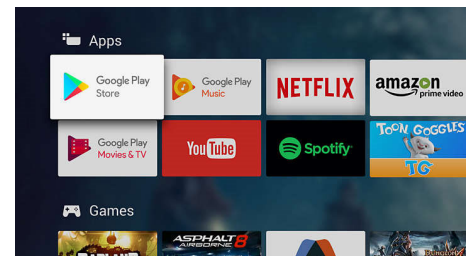 Apps
Google Play
Store
Google Play
Music
NETFLIX
amazon
prime video
Google Play
Movies & TV
YouTube
Spotify
TOON GOGGLES
TG
Games
ASPHALT 8
AIRBORNE